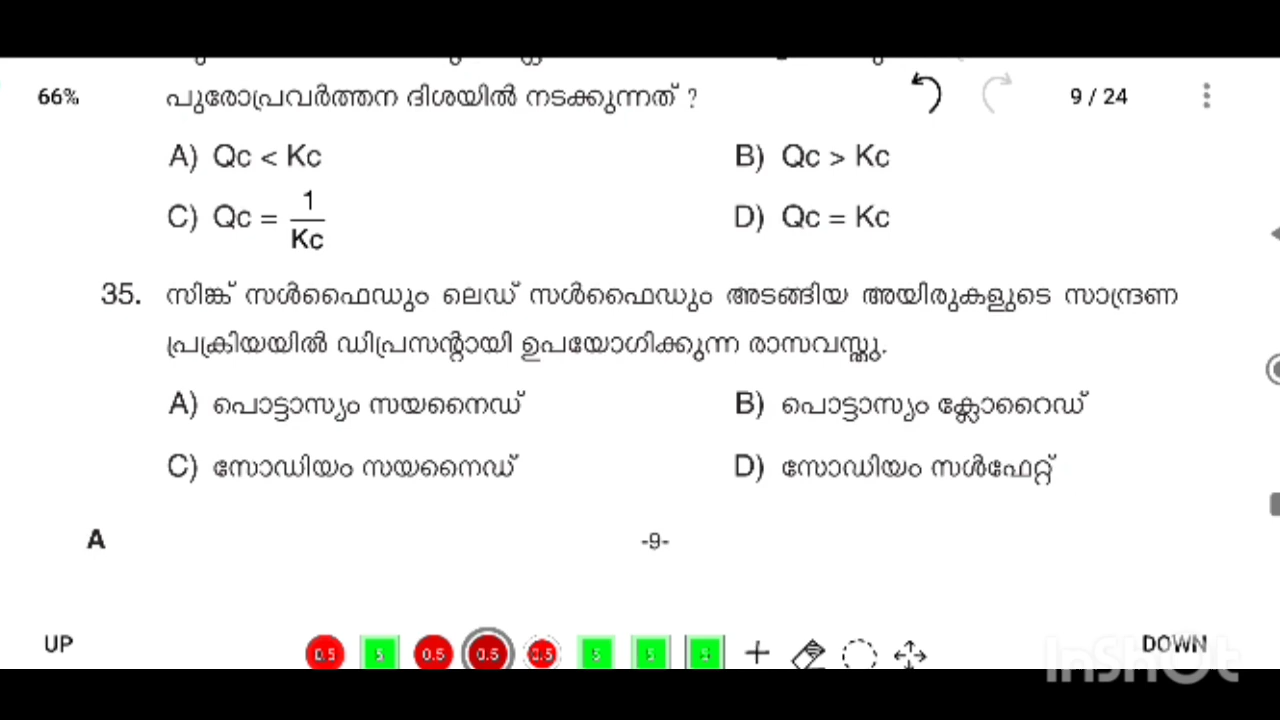 66%
പുരോപ്രവർത്തന ദിശയിൽ നടക്കുന്നത് ?
9 / 24
A) Qc < Kc
B) Qc > Kc
C) Qc = 1/Kc
D) Qc = Kc
35. സിങ്ക് സൾഫൈഡും ലെഡ് സൾഫൈഡും അടങ്ങിയ അയിരുകളുടെ സാന്ദ്രണ
പ്രക്രിയയിൽ ഡിപ്രസന്റായി ഉപയോഗിക്കുന്ന രാസവസ്തു.
A) പൊട്ടാസ്യം സയനൈഡ്
B) പൊട്ടാസ്യം ക്ലോറൈഡ്
C) സോഡിയം സയനൈഡ്
D) സോഡിയം സൾഫേറ്റ്
A
-9-
UP
0.5 5 0.5 0.5 0.5 5 5 5
DOWN
InShOt